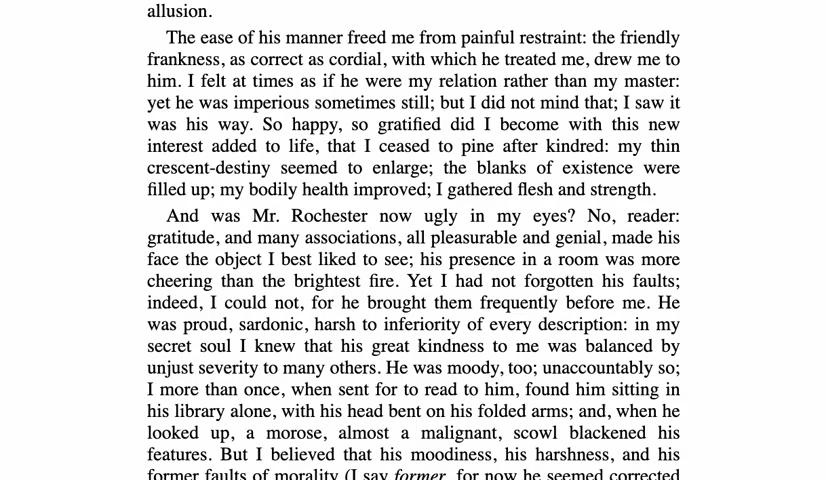 allusion.
The ease of his manner freed me from painful restraint: the friendly
frankness, as correct as cordial, with which he treated me, drew me to
him. I felt at times as if he were my relation rather than my master:
yet he was imperious sometimes still; but I did not mind that; I saw it
was his way. So happy, so gratified did I become with this new
interest added to life, that I ceased to pine after kindred: my thin
crescent-destiny seemed to enlarge; the blanks of existence were
filled up; my bodily health improved; I gathered flesh and strength.
And was Mr. Rochester now ugly in my eyes? No, reader:
gratitude, and many associations, all pleasurable and genial, made his
face the object I best liked to see; his presence in a room was more
cheering than the brightest fire. Yet I had not forgotten his faults;
indeed, I could not, for he brought them frequently before me. He
was proud, sardonic, harsh to inferiority of every description: in my
secret soul I knew that his great kindness to me was balanced by
unjust severity to many others. He was moody, too; unaccountably so;
I more than once, when sent for to read to him, found him sitting in
his library alone, with his head bent on his folded arms; and, when he
looked up, a morose, almost a malignant, scowl blackened his
features. But I believed that his moodiness, his harshness, and his
former faults of morality (I say former, for now he seemed corrected